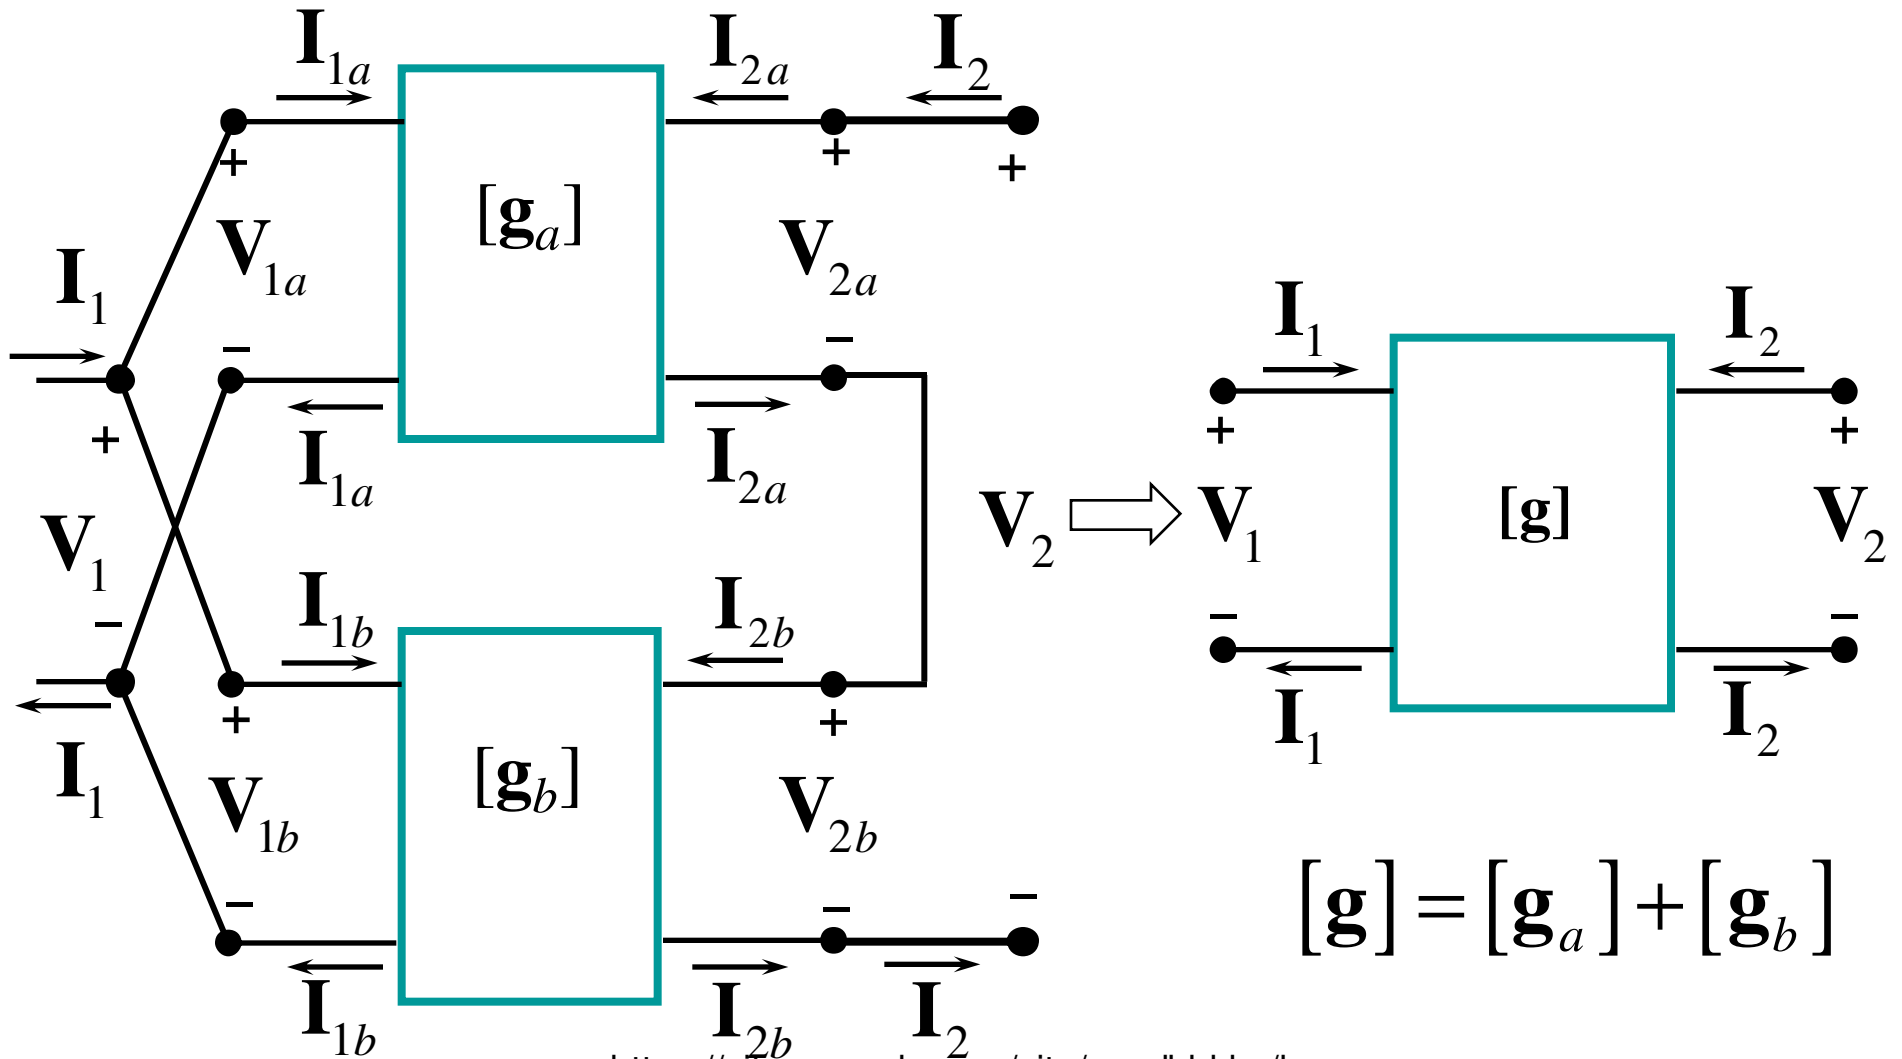 I1a
I2a
I2
+
+
+
[ga]
V1a
V2a
I1
−
−
+
I1a
I2a
V1
V2
−
I1b
I2b
+
+
I1
[gb]
V1b
V2b
−
−
−
I1b
I2b
I2
I1
I2
+
+
V1
[g]
V2
−
−
I1
I2
[g] = [ga] + [gb]